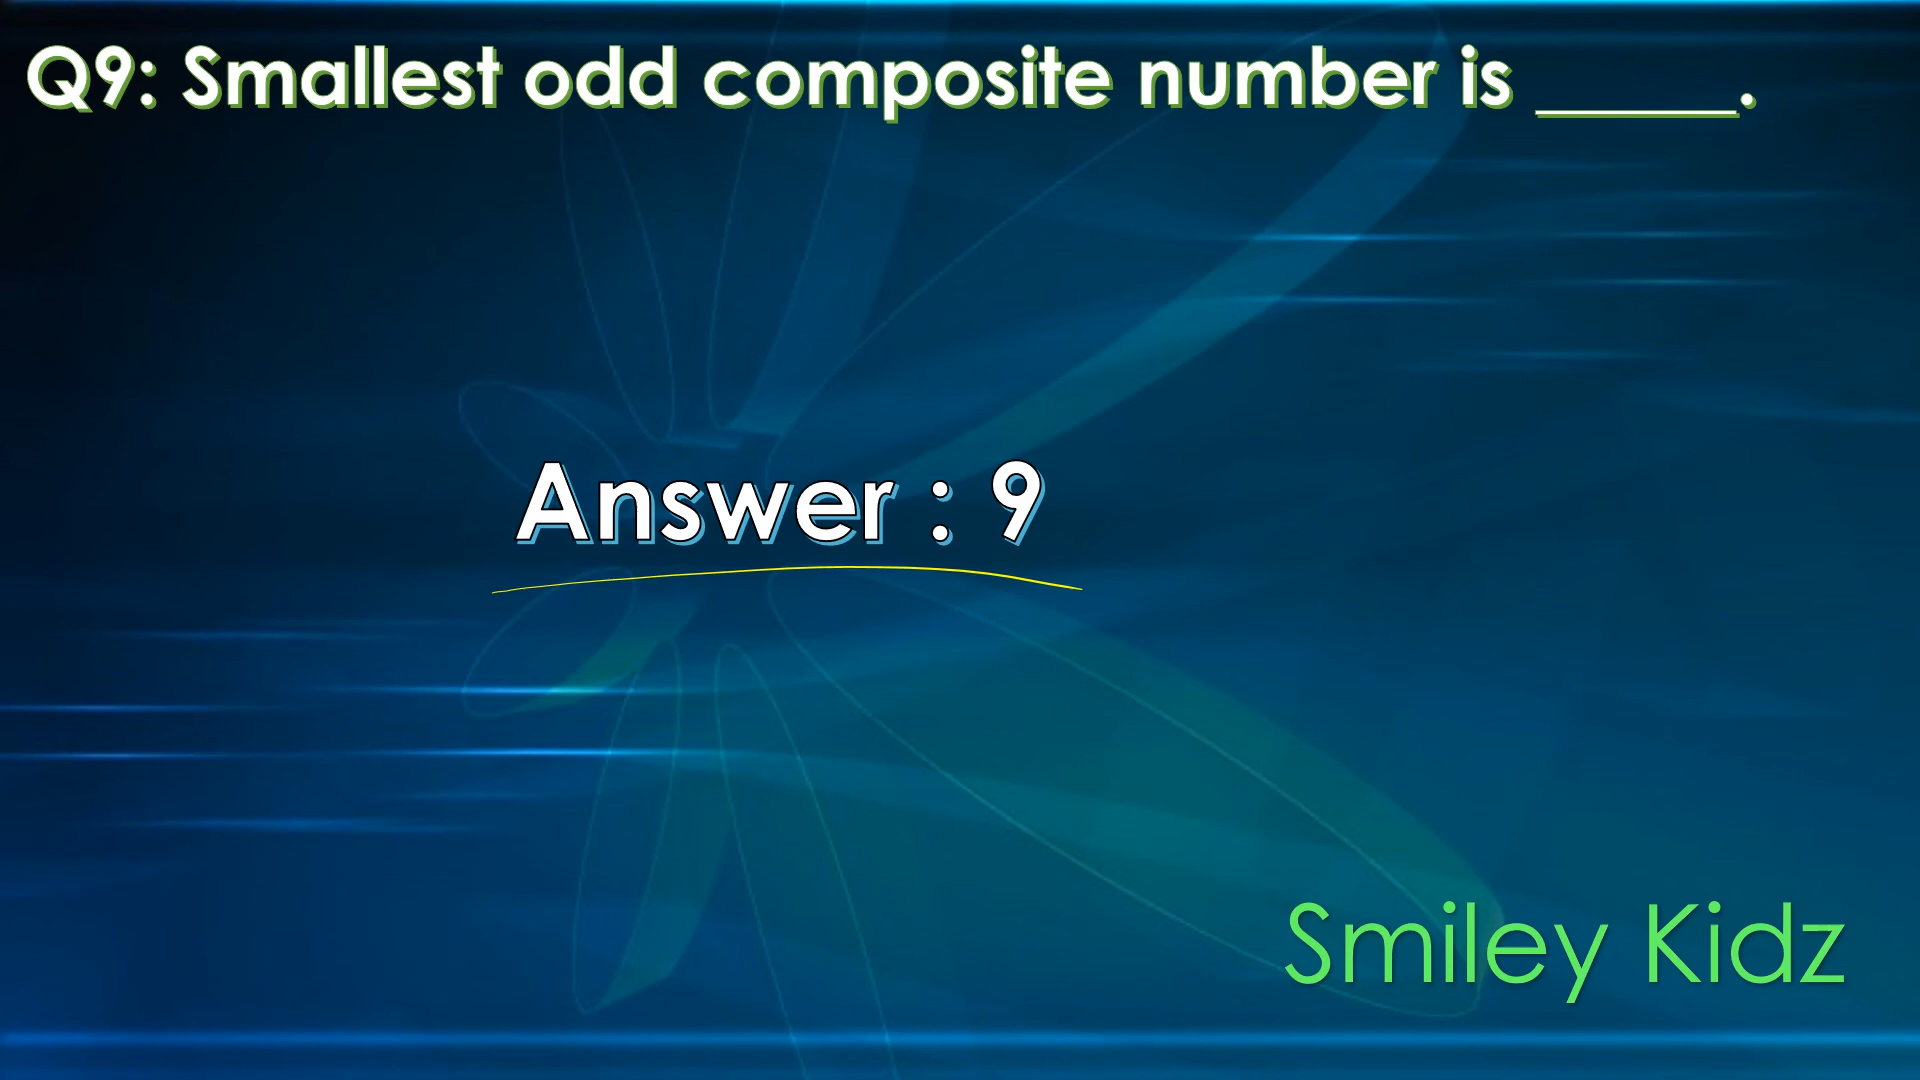 Q9: Smallest odd composite number is _____.
Answer : 9
Smiley Kidz